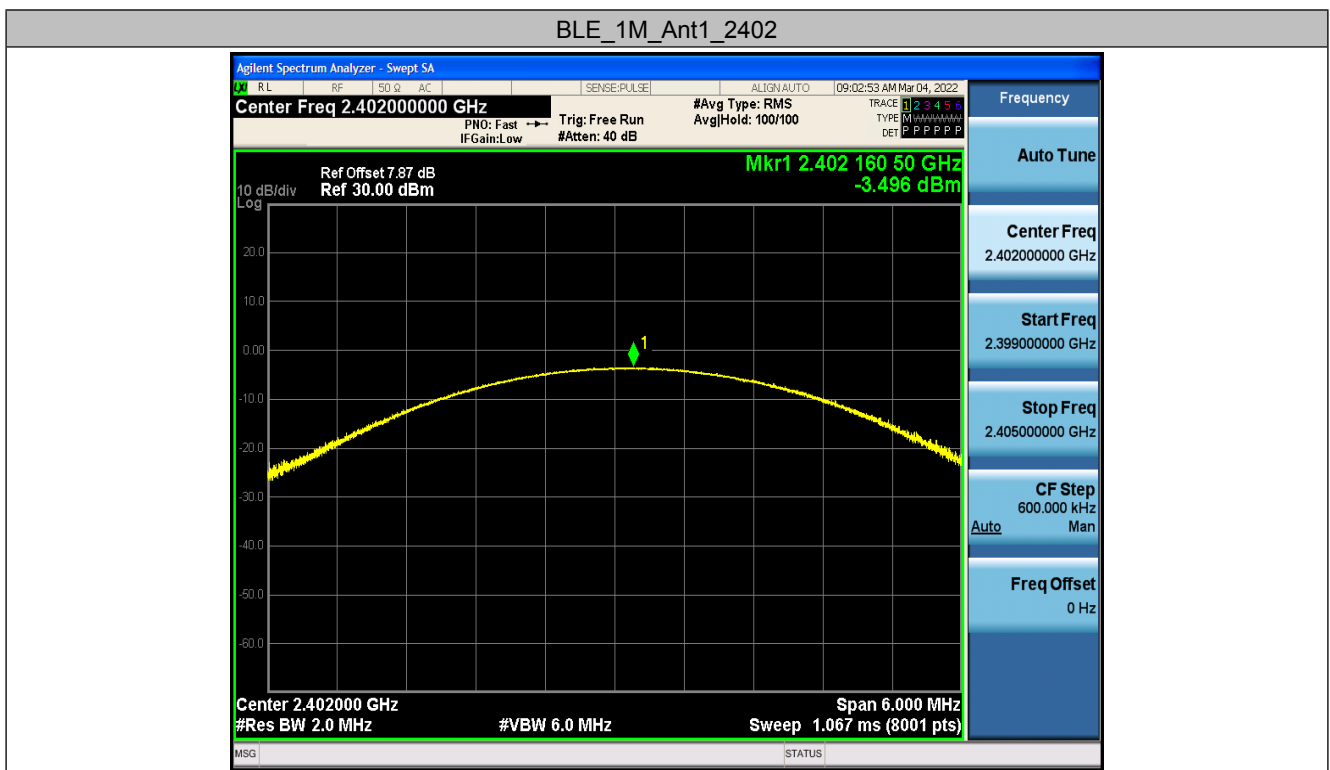 BLE_1M_Ant1_2402
Agilent Spectrum Analyzer - Swept SA
LXI RL RF 50 Ω AC SENSE:PULSE ALIGN AUTO 09:02:53 AM Mar 04, 2022
Center Freq 2.402000000 GHz #Avg Type: RMS TRACE 1 2 3 4 5 6
PNO: Fast Trig: Free Run Avg|Hold: 100/100 TYPE M WWWWW
IFGain:Low #Atten: 40 dB DET P P P P P P
Mkr1 2.402 160 50 GHz
-3.496 dBm
Ref Offset 7.87 dB
10 dB/div Ref 30.00 dBm
Log
20.0
10.0
0.00
-10.0
-20.0
-30.0
-40.0
-50.0
-60.0
1
Center 2.402000 GHz Span 6.000 MHz
#Res BW 2.0 MHz #VBW 6.0 MHz Sweep 1.067 ms (8001 pts)
MSG STATUS
Frequency
Auto Tune
Center Freq
2.402000000 GHz
Start Freq
2.399000000 GHz
Stop Freq
2.405000000 GHz
CF Step
600.000 kHz
Auto Man
Freq Offset
0 Hz